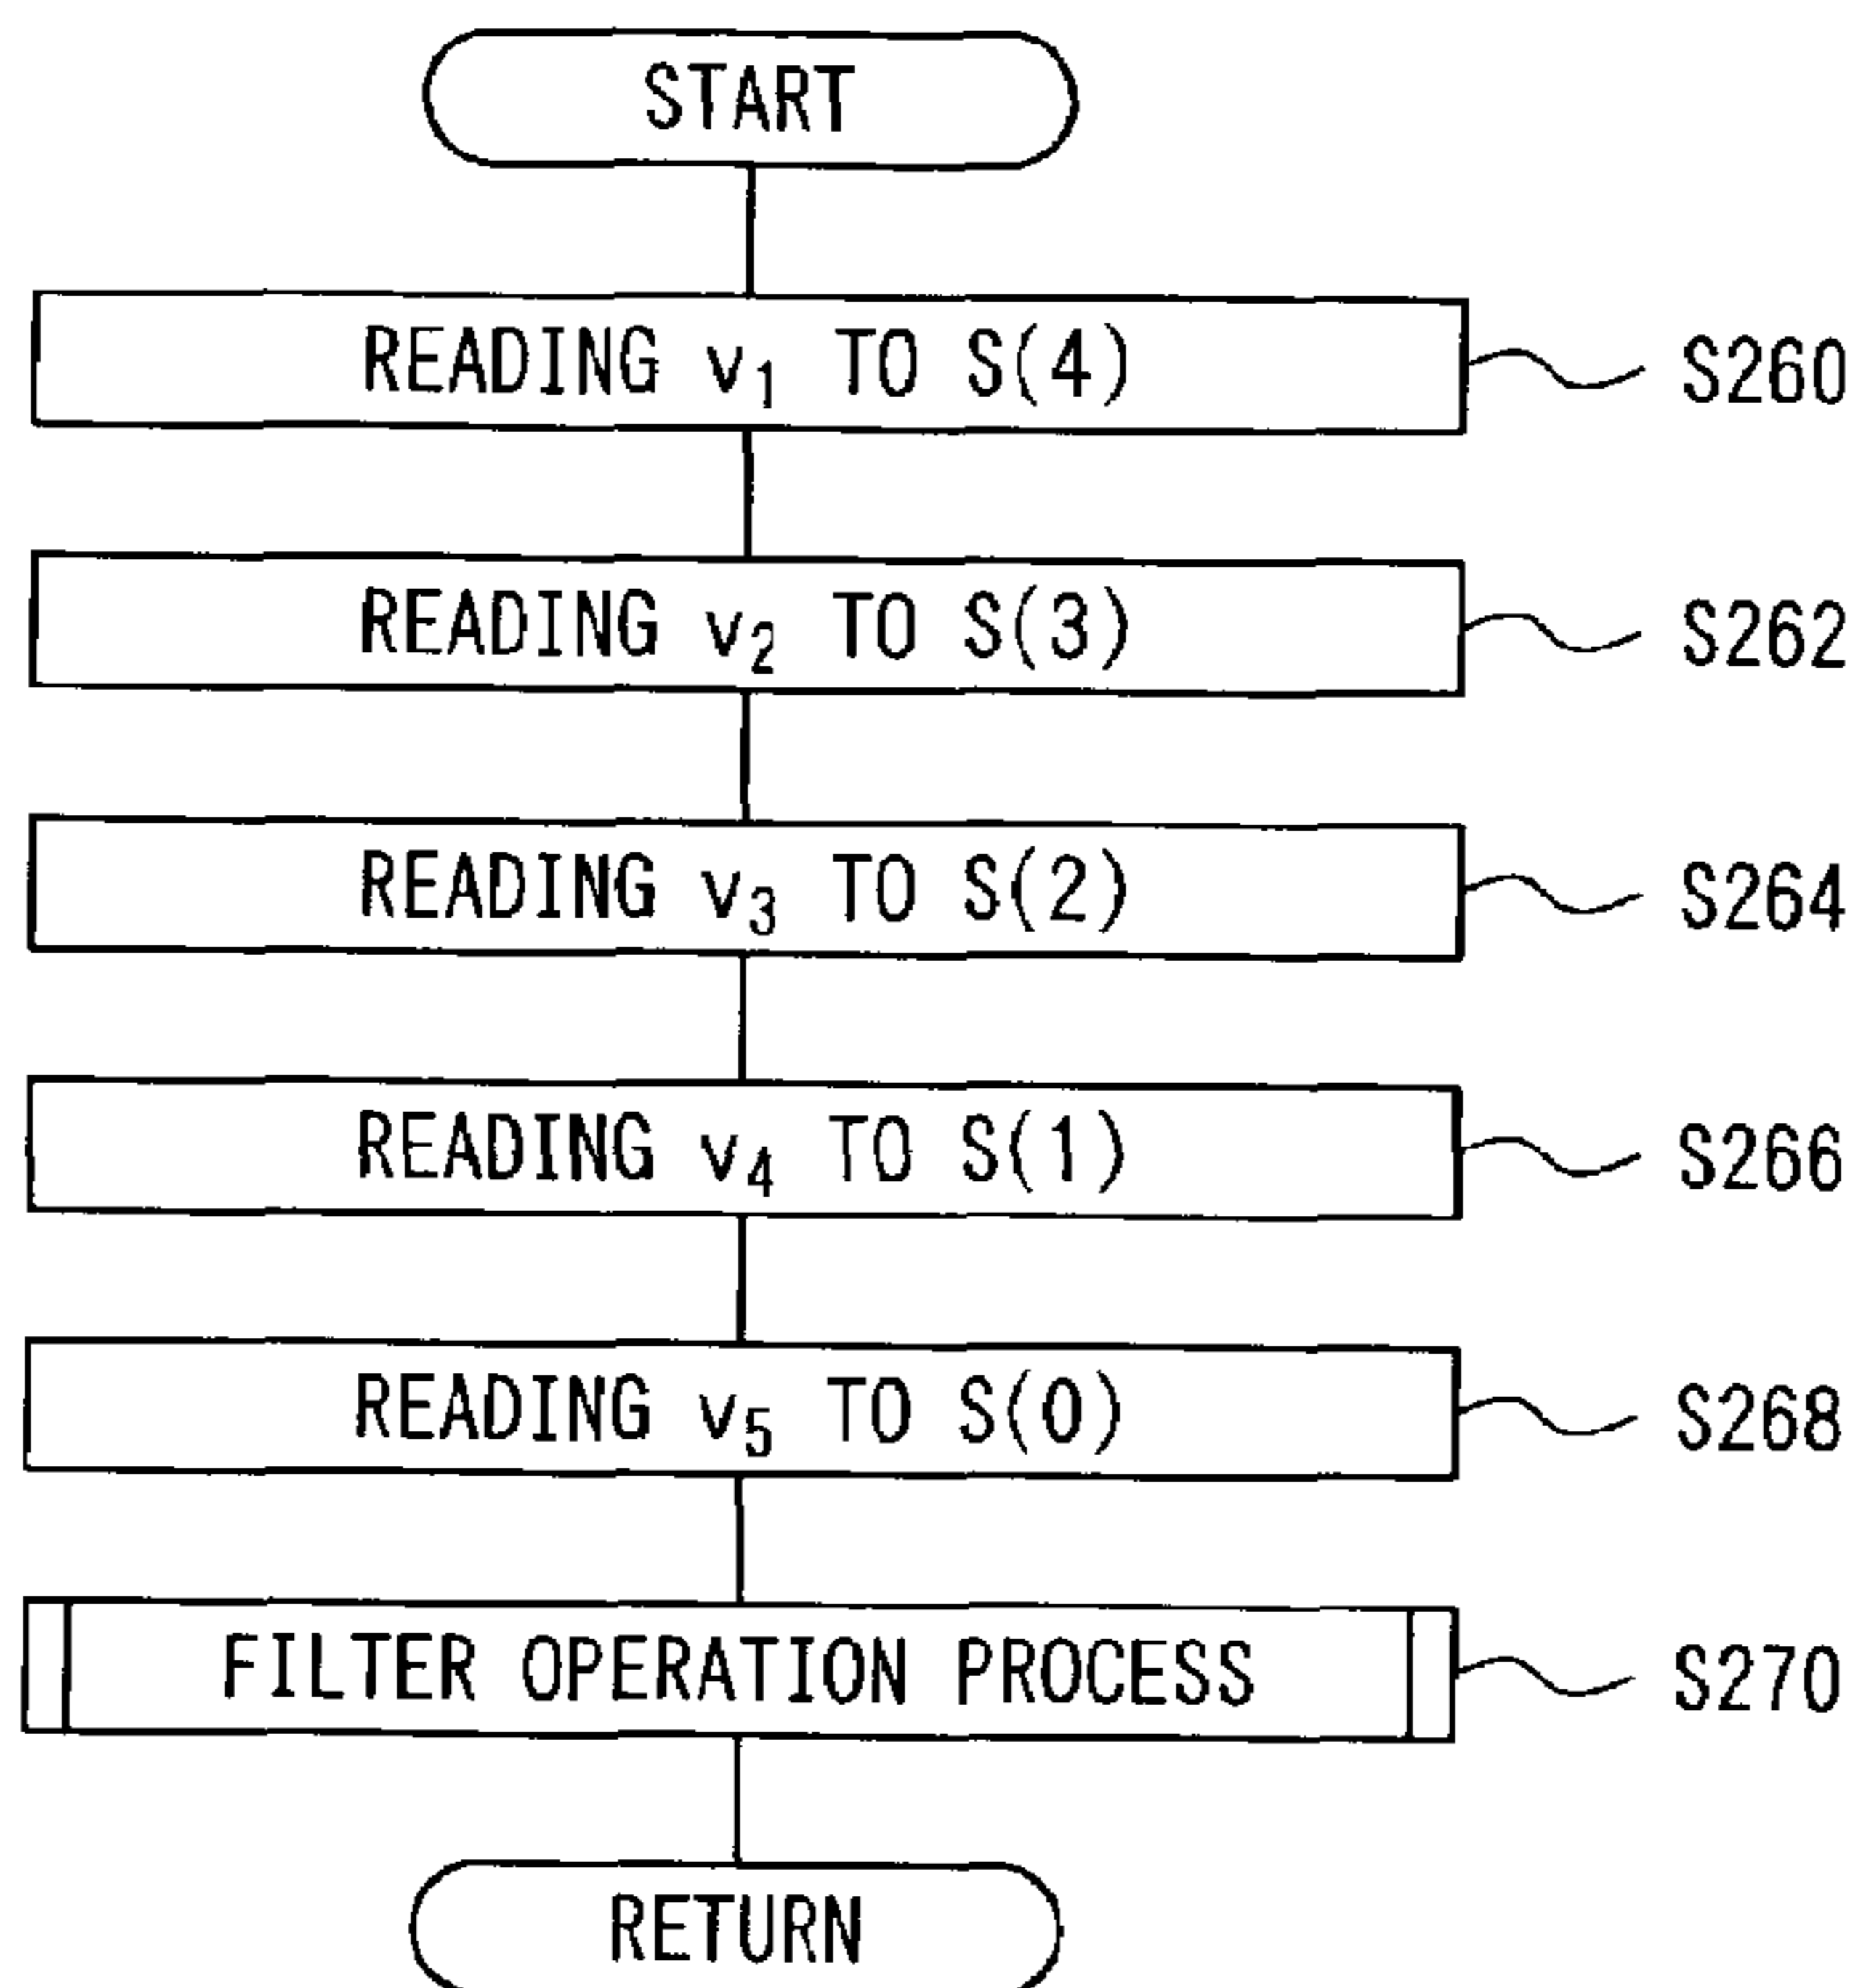 START
READING v₁ TO S(4) S260
READING v₂ TO S(3) S262
READING v₃ TO S(2) S264
READING v₄ TO S(1) S266
READING v₅ TO S(0) S268
FILTER OPERATION PROCESS S270
RETURN